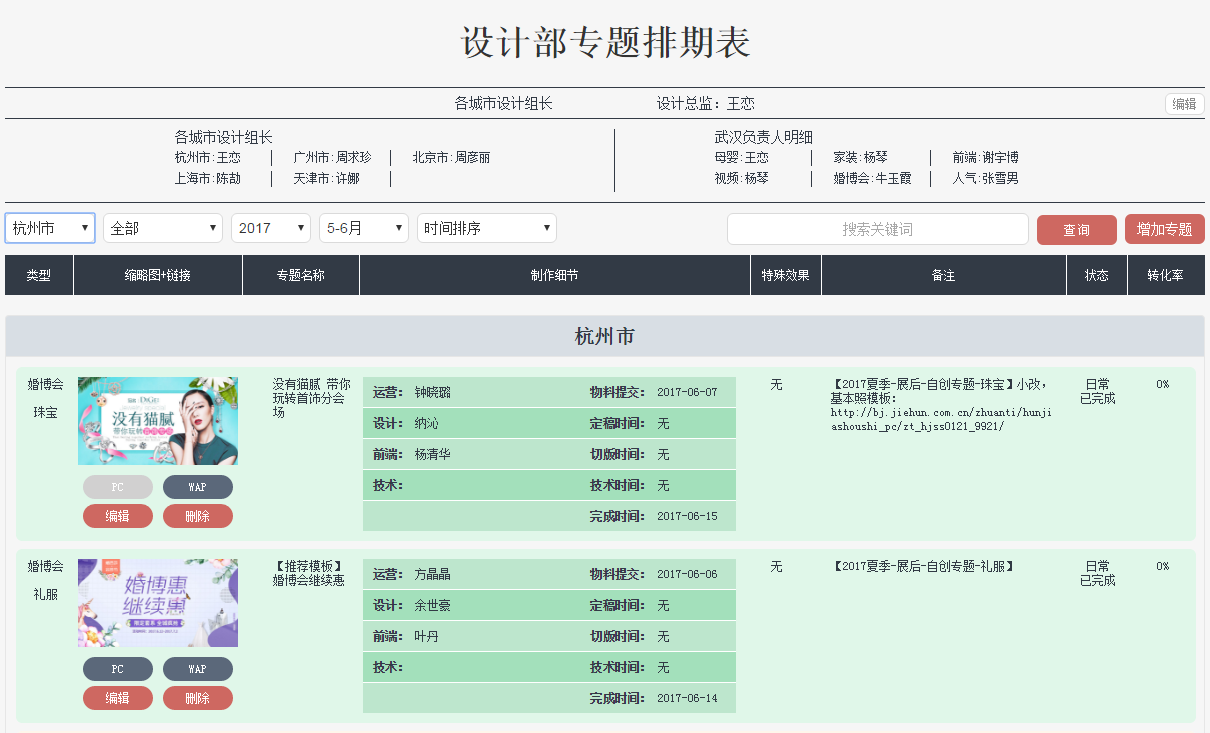 设计部专题排期表
各城市设计组长 设计总监：王恋 编辑
各城市设计组长 武汉负责人明细
杭州市:王恋 广州市:周求珍 北京市:周彦丽 母婴:王恋 家装:杨琴 前端:谢宇博
上海市:陈劼 天津市:许娜 视频:杨琴 婚博会:牛玉霞 人气:张雪男
杭州市 全部 2017 5-6月 时间排序 搜索关键词 查询 增加专题
类型 缩略图+链接 专题名称 制作细节 特殊效果 备注 状态 转化率
杭州市
婚博会
珠宝
没有猫腻
带你玩转
PC WAP
编辑 删除
没有猫腻 带你
玩转首饰分会
场
运营： 钟晓璐 物料提交： 2017-06-07
设计： 纳沁 定稿时间： 无
前端： 杨清华 切版时间： 无
技术： 技术时间： 无
完成时间： 2017-06-15
无
【2017夏季-展后-自创专题-珠宝】小改，
基本照模板：
http://bj.jiehun.com.cn/zhuanti/hunji
ashoushi_pc/zt_hjss0121_9921/
日常
已完成
0%
婚博会
礼服
婚博惠
继续惠
PC WAP
编辑 删除
【推荐模板】
婚博会继续惠
运营： 方晶晶 物料提交： 2017-06-06
设计： 余世豪 定稿时间： 无
前端： 叶丹 切版时间： 无
技术： 技术时间： 无
完成时间： 2017-06-14
无
【2017夏季-展后-自创专题-礼服】
日常
已完成
0%